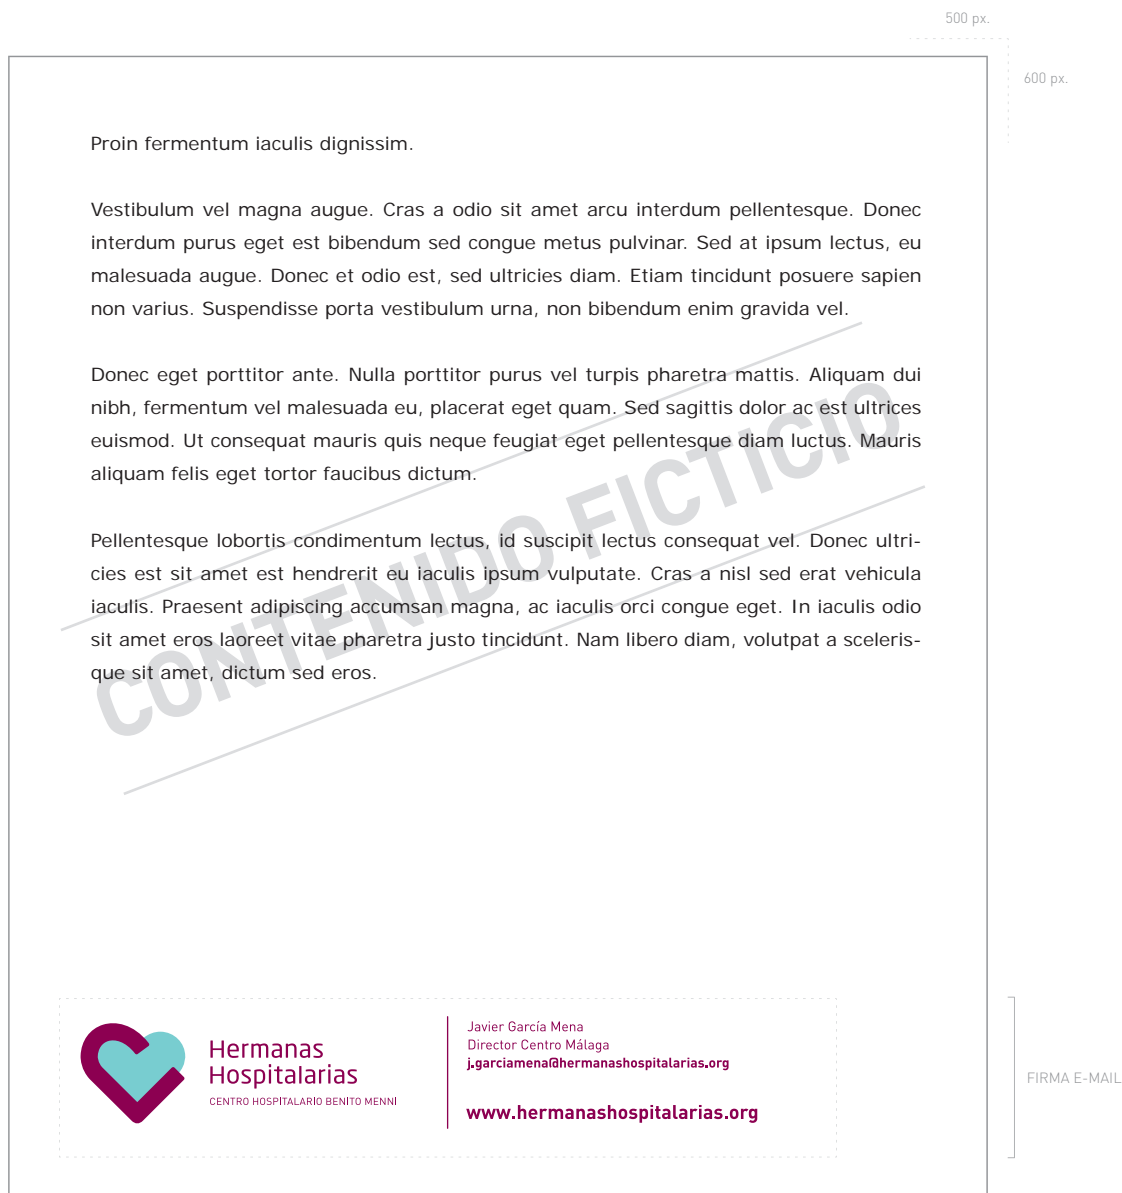 500 px.
600 px.
Proin fermentum iaculis dignissim.
Vestibulum vel magna augue. Cras a odio sit amet arcu interdum pellentesque. Donec
interdum purus eget est bibendum sed congue metus pulvinar. Sed at ipsum lectus, eu
malesuada augue. Donec et odio est, sed ultricies diam. Etiam tincidunt posuere sapien
non varius. Suspendisse porta vestibulum urna, non bibendum enim gravida vel.
Donec eget porttitor ante. Nulla porttitor purus vel turpis pharetra mattis. Aliquam dui
nibh, fermentum vel malesuada eu, placerat eget quam. Sed sagittis dolor ac est ultrices
euismod. Ut consequat mauris quis neque feugiat eget pellentesque diam luctus. Mauris
aliquam felis eget tortor faucibus dictum.
Pellentesque lobortis condimentum lectus, id suscipit lectus consequat vel. Donec ultri-
cies est sit amet est hendrerit eu iaculis ipsum vulputate. Cras a nisl sed erat vehicula
iaculis. Praesent adipiscing accumsan magna, ac iaculis orci congue eget. In iaculis odio
sit amet eros laoreet vitae pharetra justo tincidunt. Nam libero diam, volutpat a sceleris-
que sit amet, dictum sed eros.
CONTENIDO FICTICIO
Hermanas
Hospitalarias
CENTRO HOSPITALARIO BENITO MENNI
Javier García Mena
Director Centro Málaga
j.garciamena@hermanashospitalarias.org
www.hermanashospitalarias.org
FIRMA E-MAIL